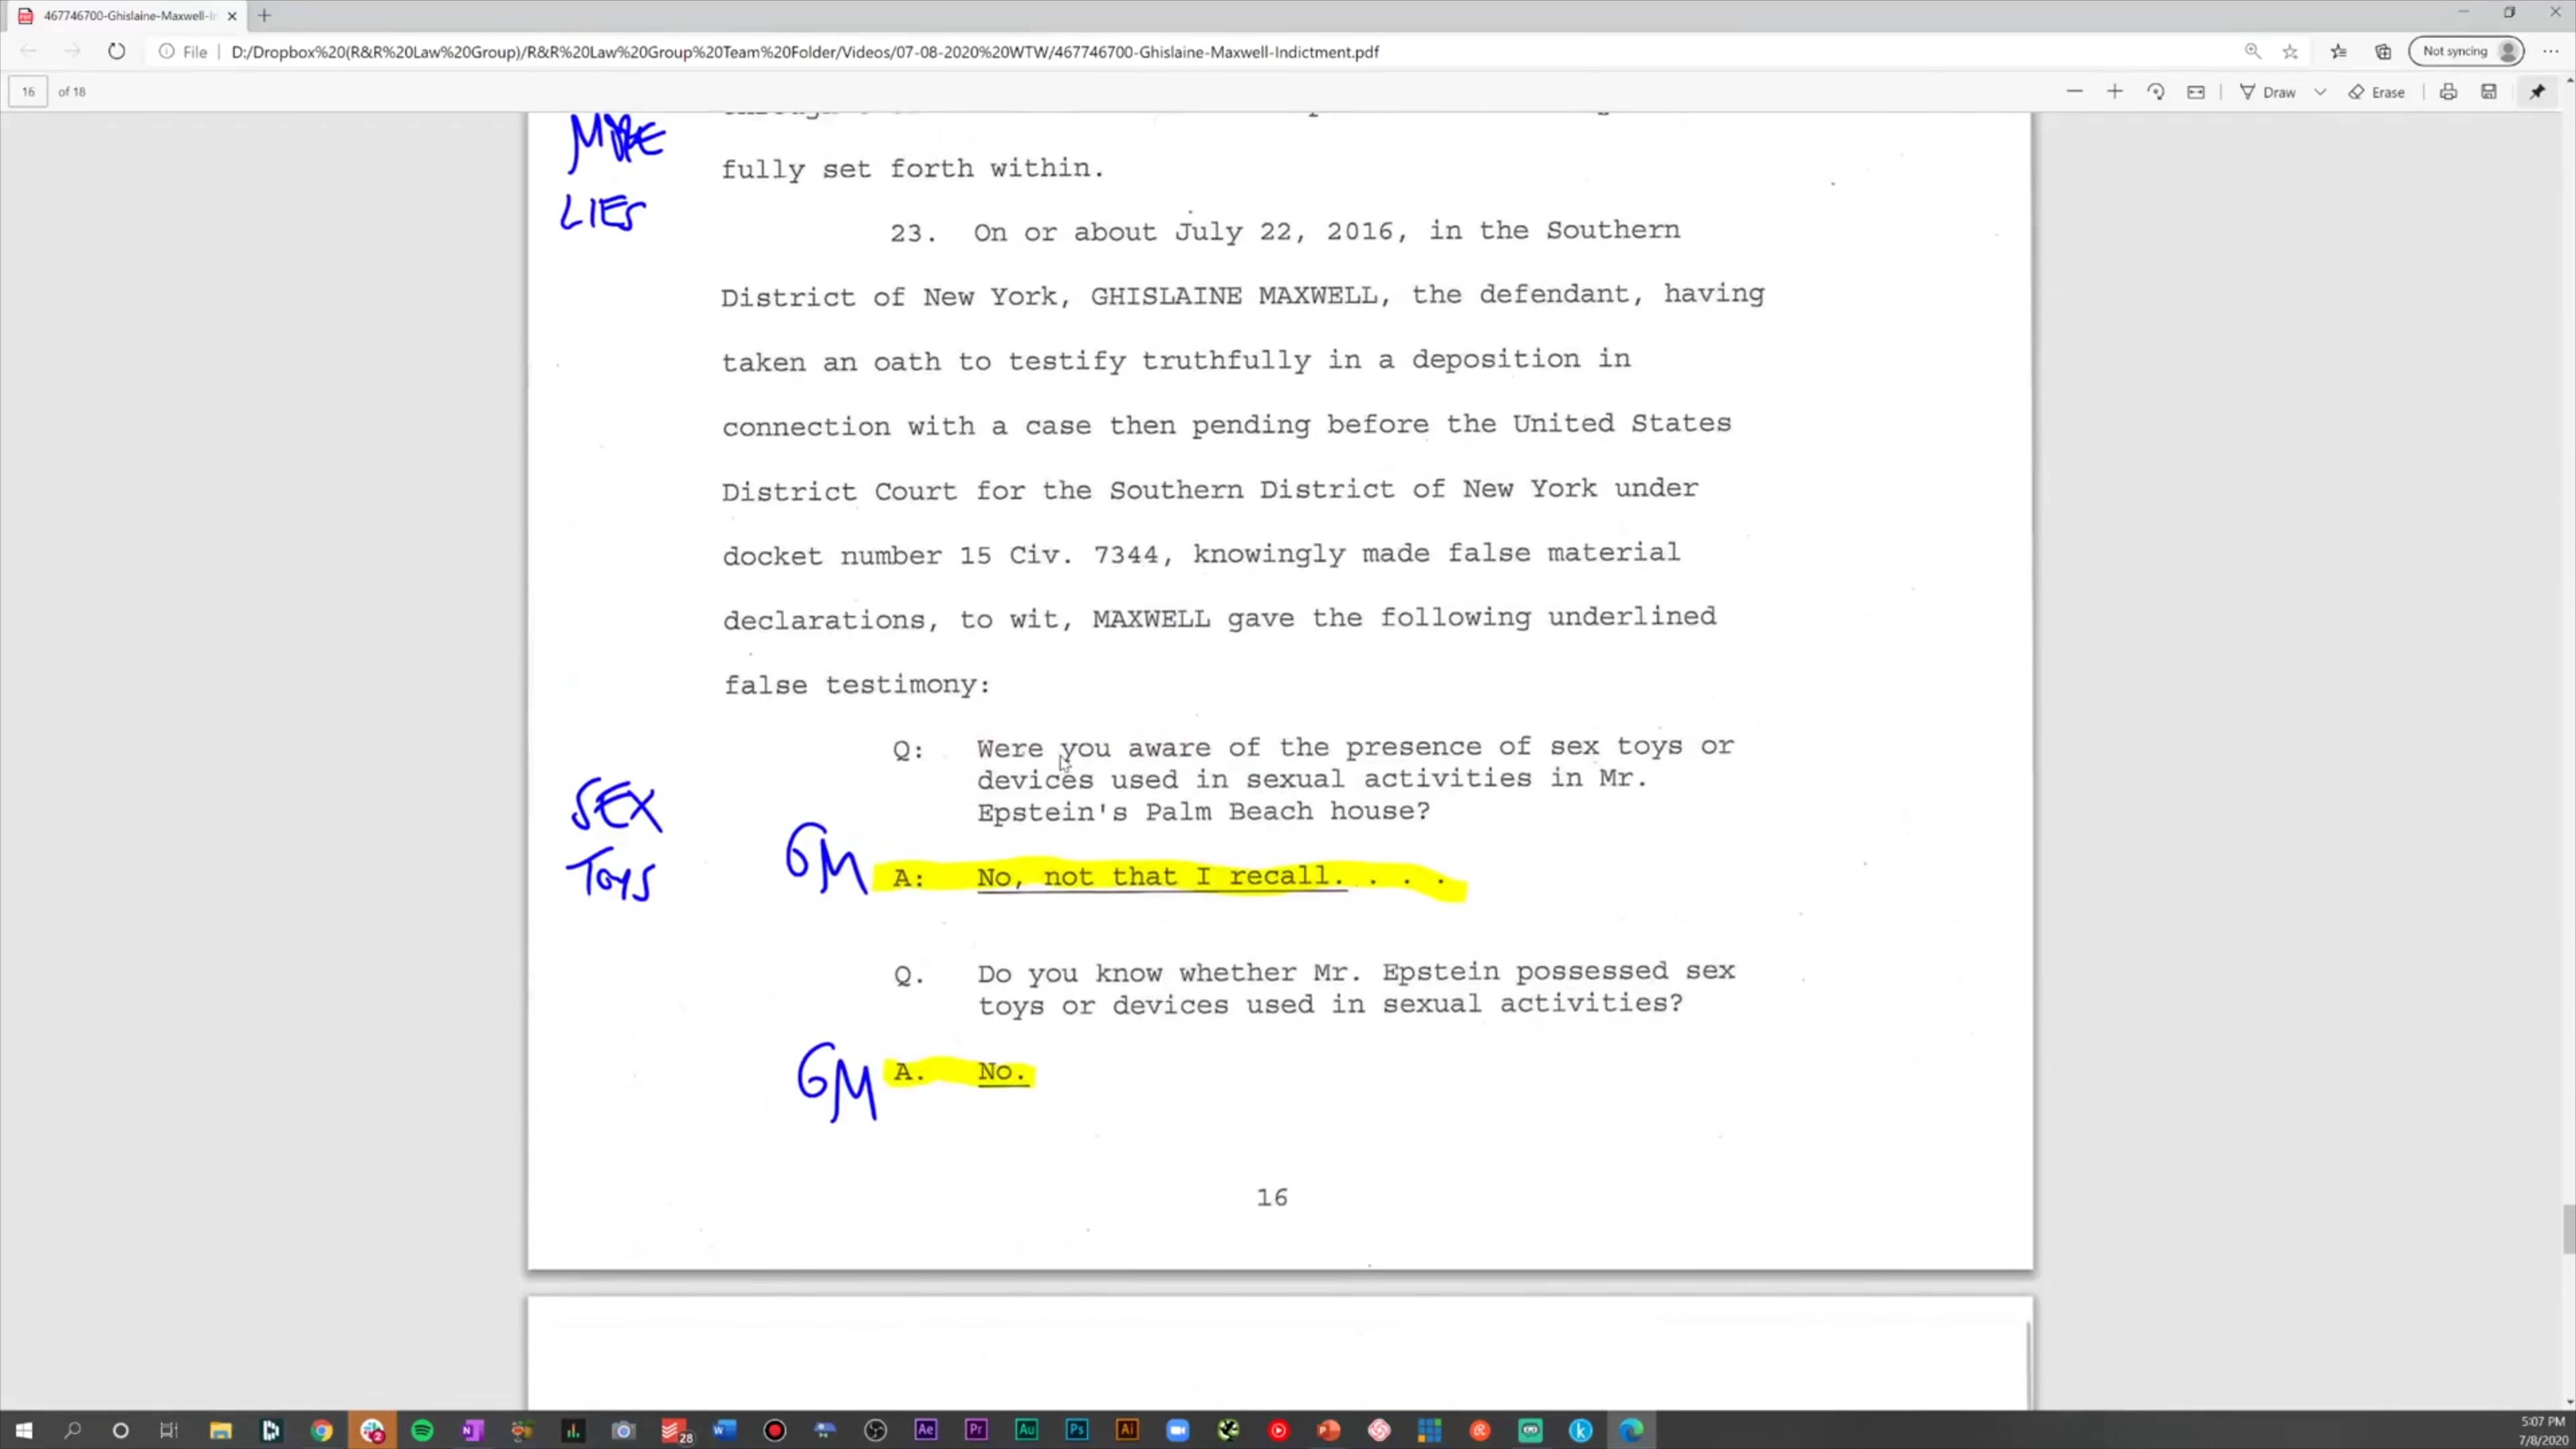 467746700-Ghislaine-Maxwell-In
File
D:/Dropbox%20(R&R%20Law%20Group)/R&R%20Law%20Group%20Team%20Folder/Videos/07-08-2020%20WTW/467746700-Ghislaine-Maxwell-Indictment.pdf
Not syncing
16 of 18
Draw
Erase
MORE
LIES
fully set forth within.
23. On or about July 22, 2016, in the Southern
District of New York, GHISLAINE MAXWELL, the defendant, having
taken an oath to testify truthfully in a deposition in
connection with a case then pending before the United States
District Court for the Southern District of New York under
docket number 15 Civ. 7344, knowingly made false material
declarations, to wit, MAXWELL gave the following underlined
false testimony:
Q: Were you aware of the presence of sex toys or
devices used in sexual activities in Mr.
Epstein's Palm Beach house?
SEX
TOYS
GM
A: No, not that I recall. . . .
Q. Do you know whether Mr. Epstein possessed sex
toys or devices used in sexual activities?
GM
A. No.
16
28
Ae
Pr
Au
Ps
Ai
5:07 PM
7/8/2020